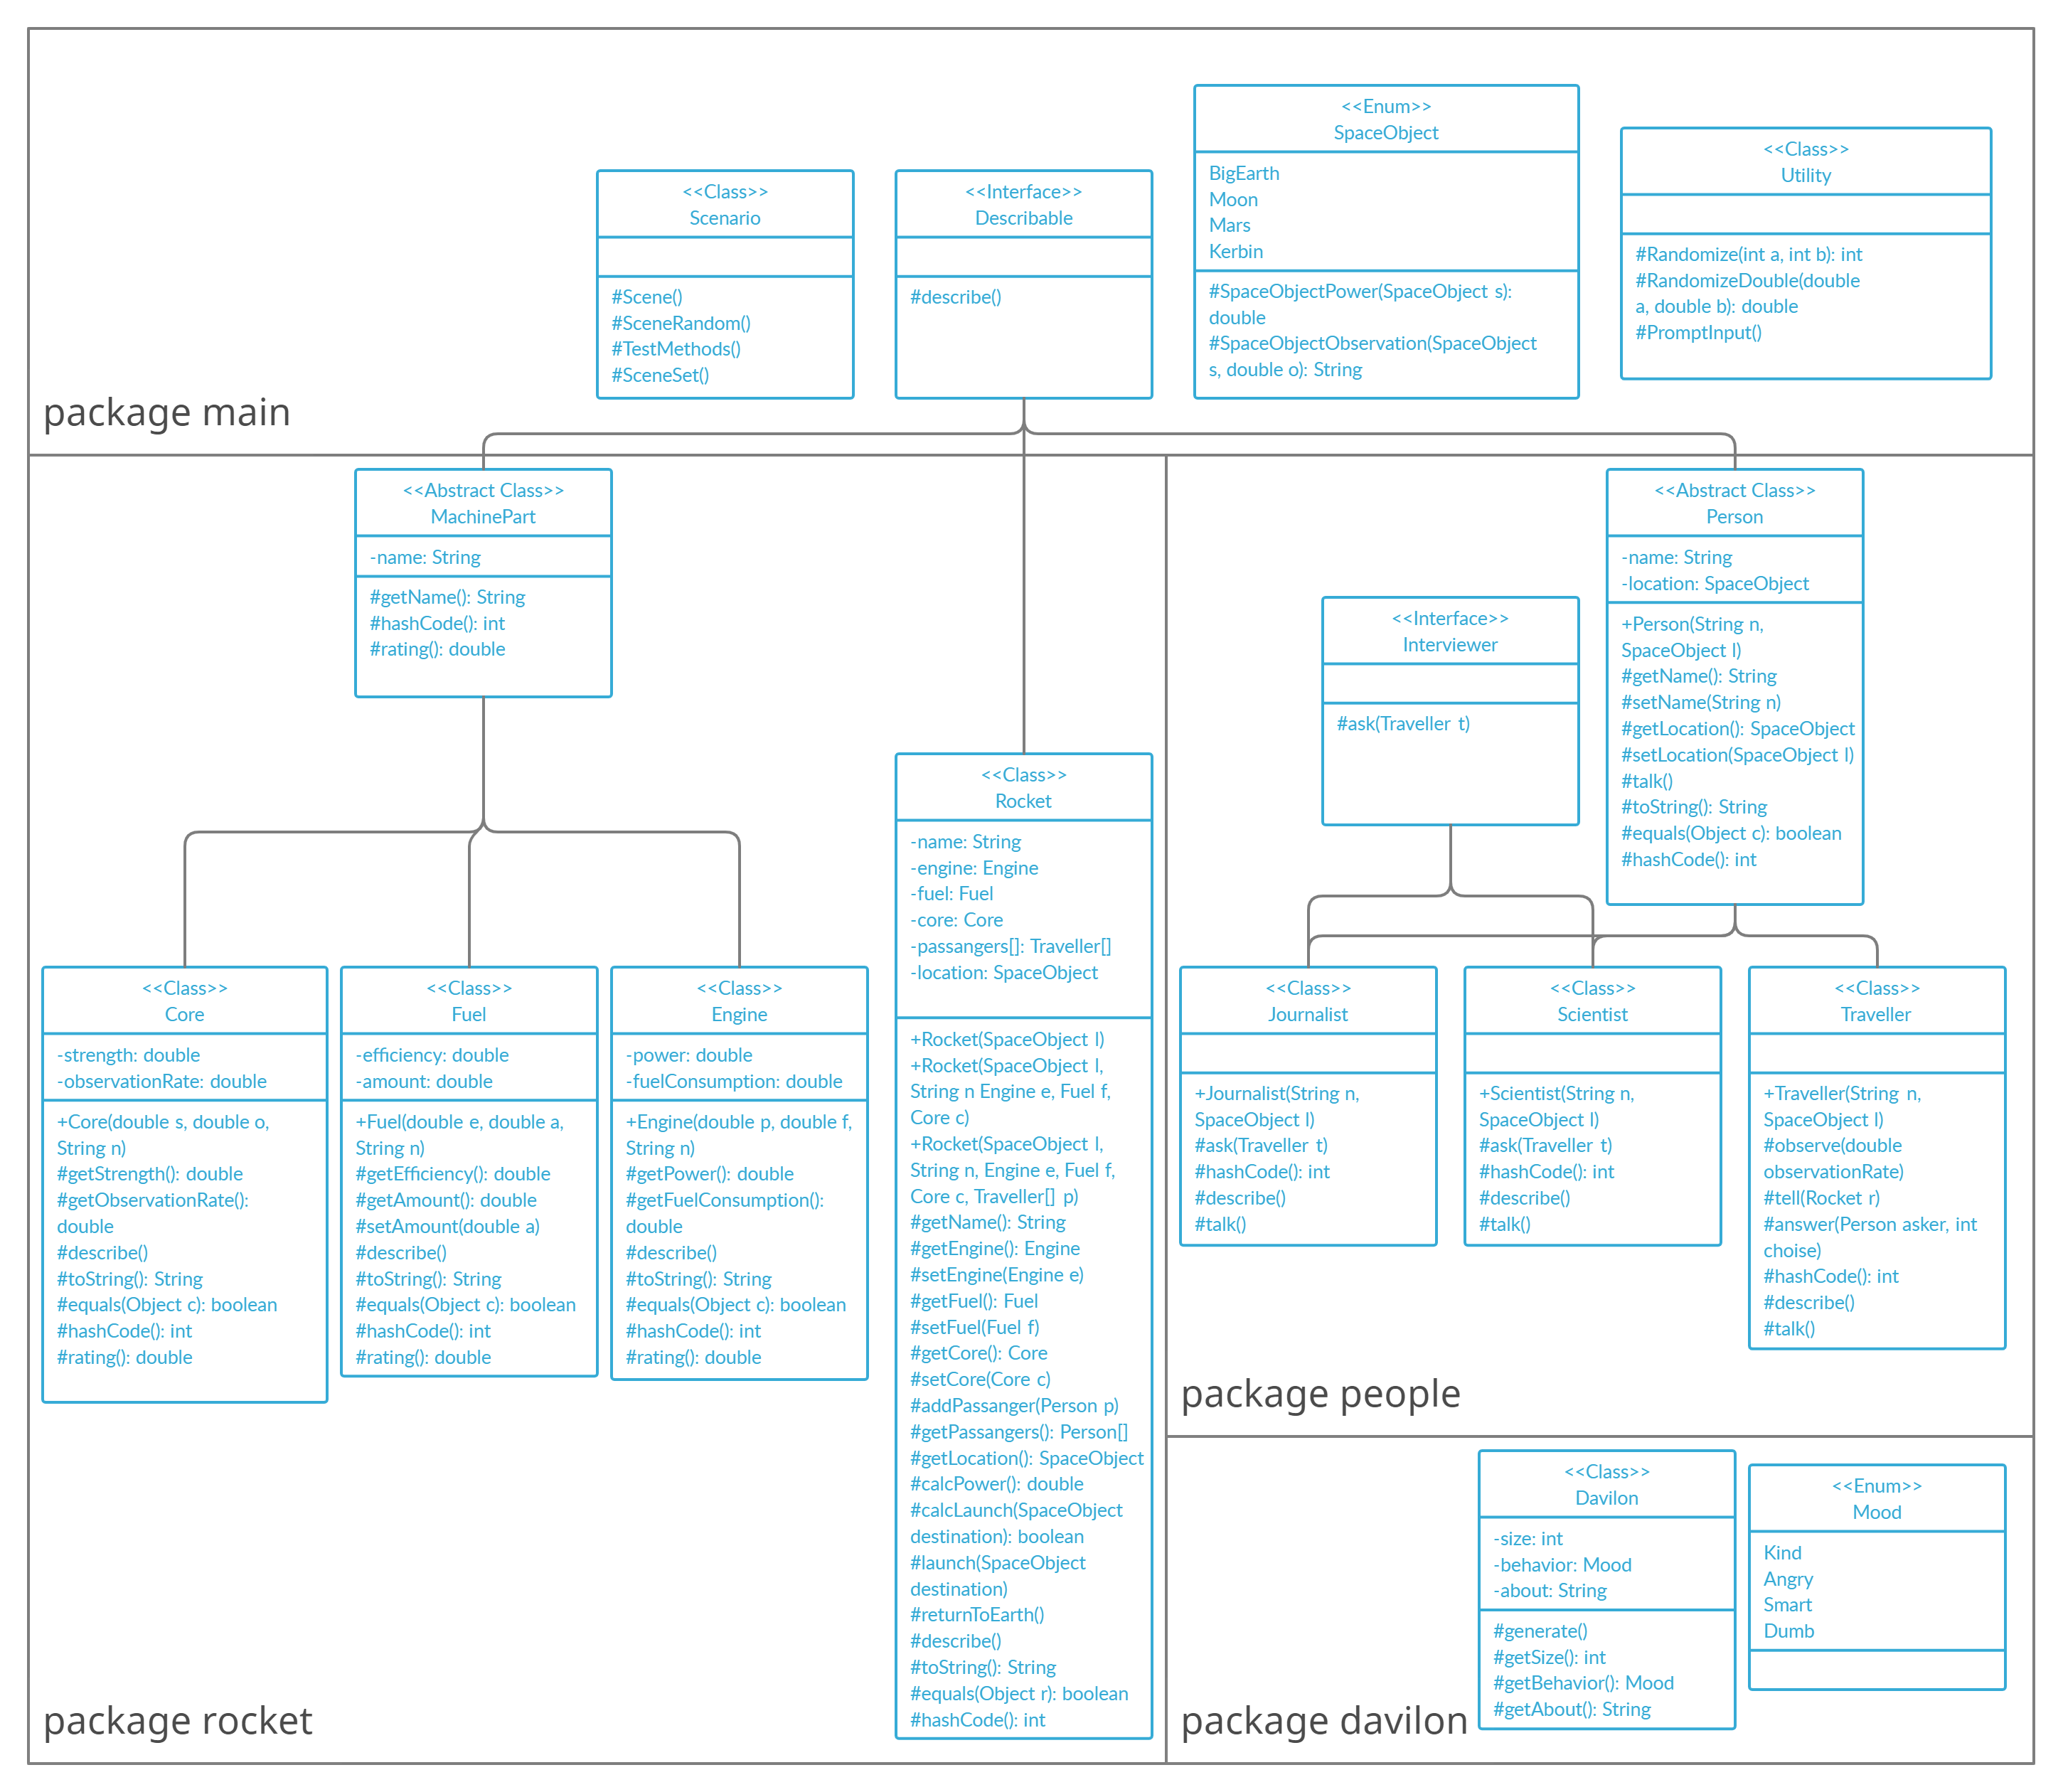 <<Class>>
Scenario
#Scene()
#SceneRandom()
#TestMethods()
#SceneSet()
<<Interface>>
Describable
#describe()
<<Enum>>
SpaceObject
BigEarth
Moon
Mars
Kerbin
#SpaceObjectPower(SpaceObject s):
double
#SpaceObjectObservation(SpaceObject
s, double o): String
<<Class>>
Utility
#Randomize(int a, int b): int
#RandomizeDouble(double
a, double b): double
#PromptInput()
package main
<<Abstract Class>>
MachinePart
-name: String
#getName(): String
#hashCode(): int
#rating(): double
<<Class>>
Core
-strength: double
-observationRate: double
+Core(double s, double o,
String n)
#getStrength(): double
#getObservationRate():
double
#describe()
#toString(): String
#equals(Object c): boolean
#hashCode(): int
#rating(): double
<<Class>>
Fuel
-efficiency: double
-amount: double
+Fuel(double e, double a,
String n)
#getEfficiency(): double
#getAmount(): double
#setAmount(double a)
#describe()
#toString(): String
#equals(Object c): boolean
#hashCode(): int
#rating(): double
<<Class>>
Engine
-power: double
-fuelConsumption: double
+Engine(double p, double f,
String n)
#getPower(): double
#getFuelConsumption():
double
#describe()
#toString(): String
#equals(Object c): boolean
#hashCode(): int
#rating(): double
<<Class>>
Rocket
-name: String
-engine: Engine
-fuel: Fuel
-core: Core
-passangers[]: Traveller[]
-location: SpaceObject
+Rocket(SpaceObject l)
+Rocket(SpaceObject l,
String n Engine e, Fuel f,
Core c)
+Rocket(SpaceObject l,
String n, Engine e, Fuel f,
Core c, Traveller[] p)
#getName(): String
#getEngine(): Engine
#setEngine(Engine e)
#getFuel(): Fuel
#setFuel(Fuel f)
#getCore(): Core
#setCore(Core c)
#addPassanger(Person p)
#getPassangers(): Person[]
#getLocation(): SpaceObject
#calcPower(): double
#calcLaunch(SpaceObject
destination): boolean
#launch(SpaceObject
destination)
#returnToEarth()
#describe()
#toString(): String
#equals(Object r): boolean
#hashCode(): int
package rocket
<<Interface>>
Interviewer
#ask(Traveller t)
<<Abstract Class>>
Person
-name: String
-location: SpaceObject
+Person(String n,
SpaceObject l)
#getName(): String
#setName(String n)
#getLocation(): SpaceObject
#setLocation(SpaceObject l)
#talk()
#toString(): String
#equals(Object c): boolean
#hashCode(): int
<<Class>>
Journalist
+Journalist(String n,
SpaceObject l)
#ask(Traveller t)
#hashCode(): int
#describe()
#talk()
<<Class>>
Scientist
+Scientist(String n,
SpaceObject l)
#ask(Traveller t)
#hashCode(): int
#describe()
#talk()
<<Class>>
Traveller
+Traveller(String n,
SpaceObject l)
#observe(double
observationRate)
#tell(Rocket r)
#answer(Person asker, int
choise)
#hashCode(): int
#describe()
#talk()
package people
<<Class>>
Davilon
-size: int
-behavior: Mood
-about: String
#generate()
#getSize(): int
#getBehavior(): Mood
#getAbout(): String
<<Enum>>
Mood
Kind
Angry
Smart
Dumb
package davilon